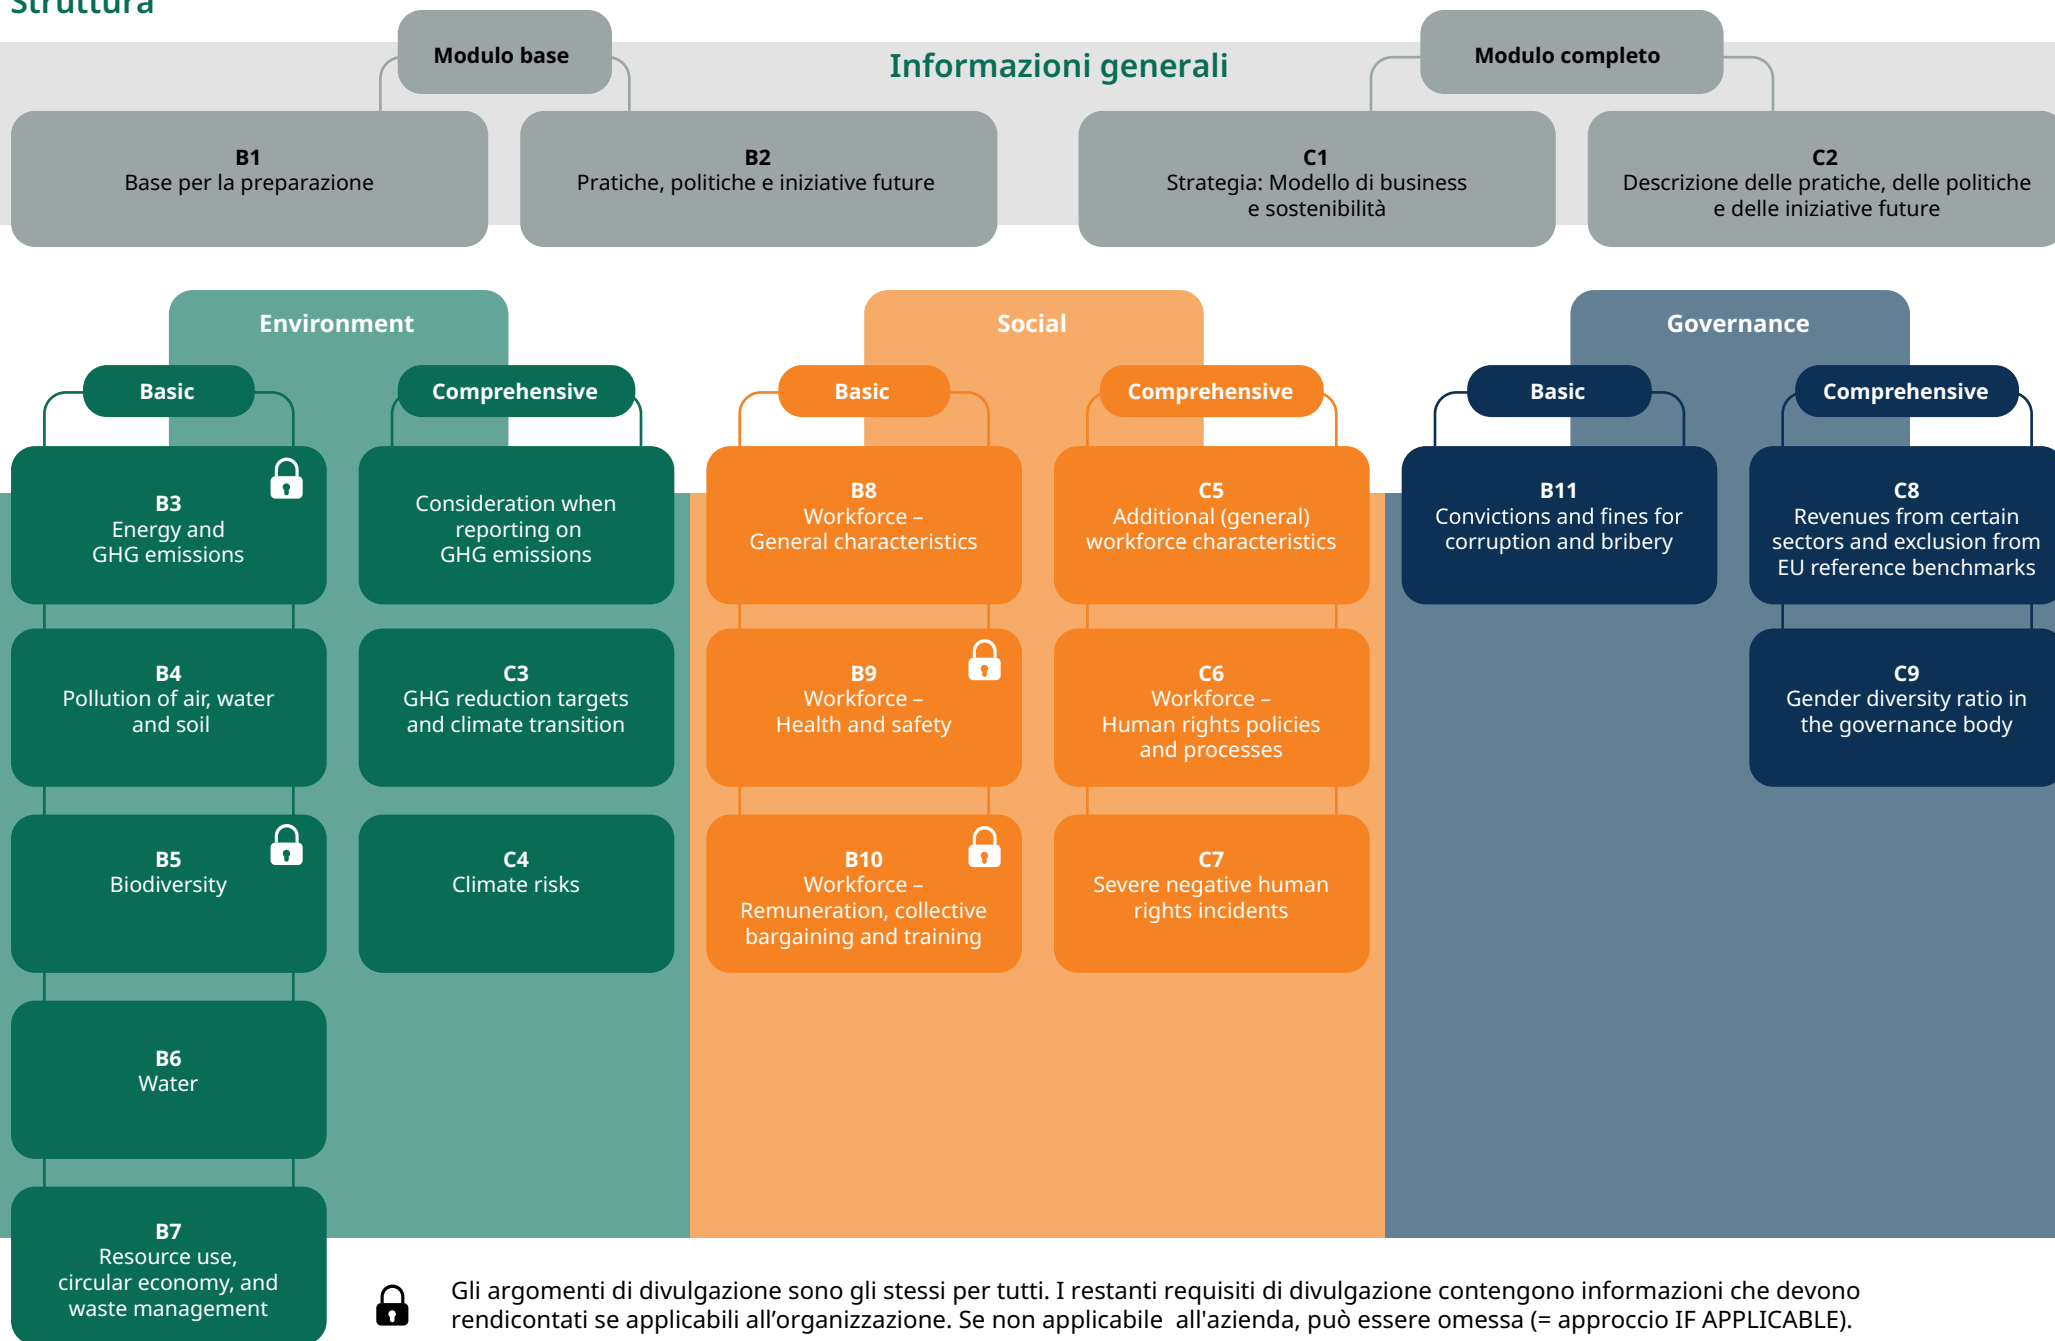 Struttura
Modulo base
Informazioni generali
Modulo completo
B1
Base per la preparazione
B2
Pratiche, politiche e iniziative future
C1
Strategia: Modello di business
e sostenibilità
C2
Descrizione delle pratiche, delle politiche
e delle iniziative future
Environment
Basic
Comprehensive
B3
Energy and
GHG emissions
B4
Pollution of air, water
and soil
B5
Biodiversity
B6
Water
B7
Resource use,
circular economy, and
waste management
Consideration when
reporting on
GHG emissions
C3
GHG reduction targets
and climate transition
C4
Climate risks
Social
Basic
Comprehensive
B8
Workforce –
General characteristics
B9
Workforce –
Health and safety
B10
Workforce –
Remuneration, collective
bargaining and training
C5
Additional (general)
workforce characteristics
C6
Workforce –
Human rights policies
and processes
C7
Severe negative human
rights incidents
Governance
Basic
Comprehensive
B11
Convictions and fines for
corruption and bribery
C8
Revenues from certain
sectors and exclusion from
EU reference benchmarks
C9
Gender diversity ratio in
the governance body
Gli argomenti di divulgazione sono gli stessi per tutti. I restanti requisiti di divulgazione contengono informazioni che devono
rendicontati se applicabili all’organizzazione. Se non applicabile  all'azienda, può essere omessa (= approccio IF APPLICABLE).